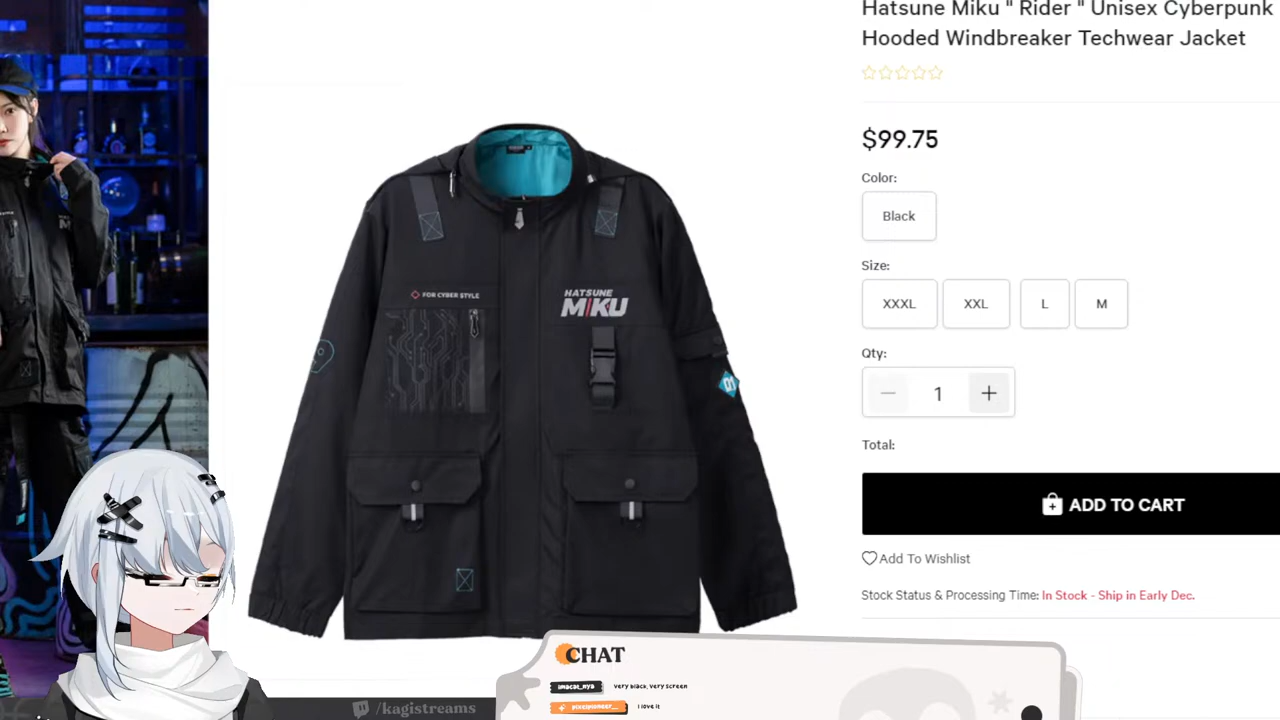 Hatsune Miku " Rider " Unisex Cyberpunk
Hooded Windbreaker Techwear Jacket
$99.75
Color:
Black
Size:
XXXL
XXL
L
M
Qty:
1
Total:
ADD TO CART
Add To Wishlist
Stock Status & Processing Time: In Stock - Ship in Early Dec.
FOR CYBER STYLE
HATSUNE
MIKU
01
/kagistreams
CHAT
very black, very screen
I love it